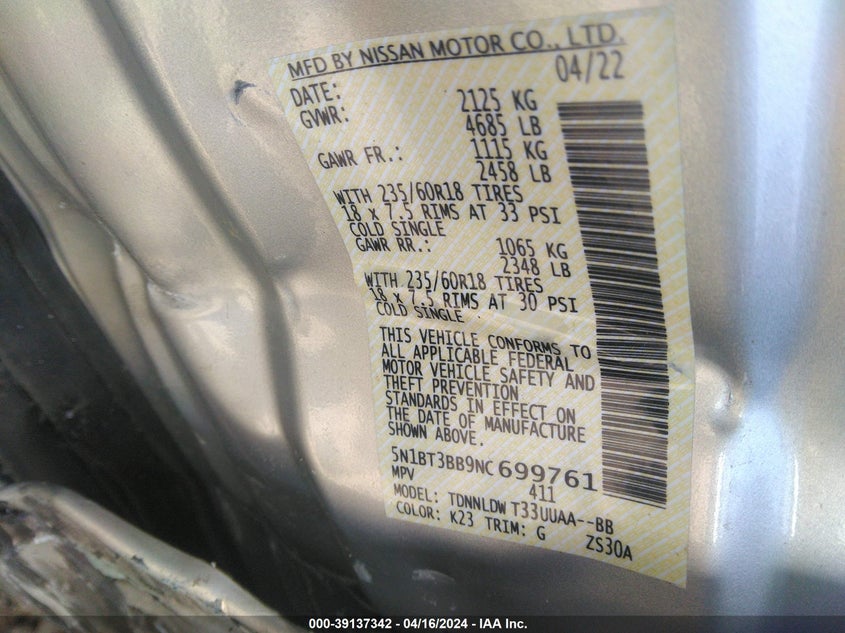 MFD BY NISSAN MOTOR CO., LTD.
DATE: 04/22
GVWR: 2125 KG
4685 LB
GAWR FR.: 1115 KG
2458 LB
WITH 235/60R18 TIRES
18 x 7.5 RIMS AT 33 PSI
COLD SINGLE
GAWR RR.: 1065 KG
2348 LB
WITH 235/60R18 TIRES
18 x 7.5 RIMS AT 30 PSI
COLD SINGLE
THIS VEHICLE CONFORMS TO
ALL APPLICABLE FEDERAL
MOTOR VEHICLE SAFETY AND
THEFT PREVENTION
STANDARDS IN EFFECT ON
THE DATE OF MANUFACTURE
SHOWN ABOVE.
5N1BT3BB9NC699761
MPV 411
MODEL: TDNNLDW T33UUAA--BB
COLOR: K23 TRIM: G ZS30A
000-39137342 - 04/16/2024 - IAA Inc.